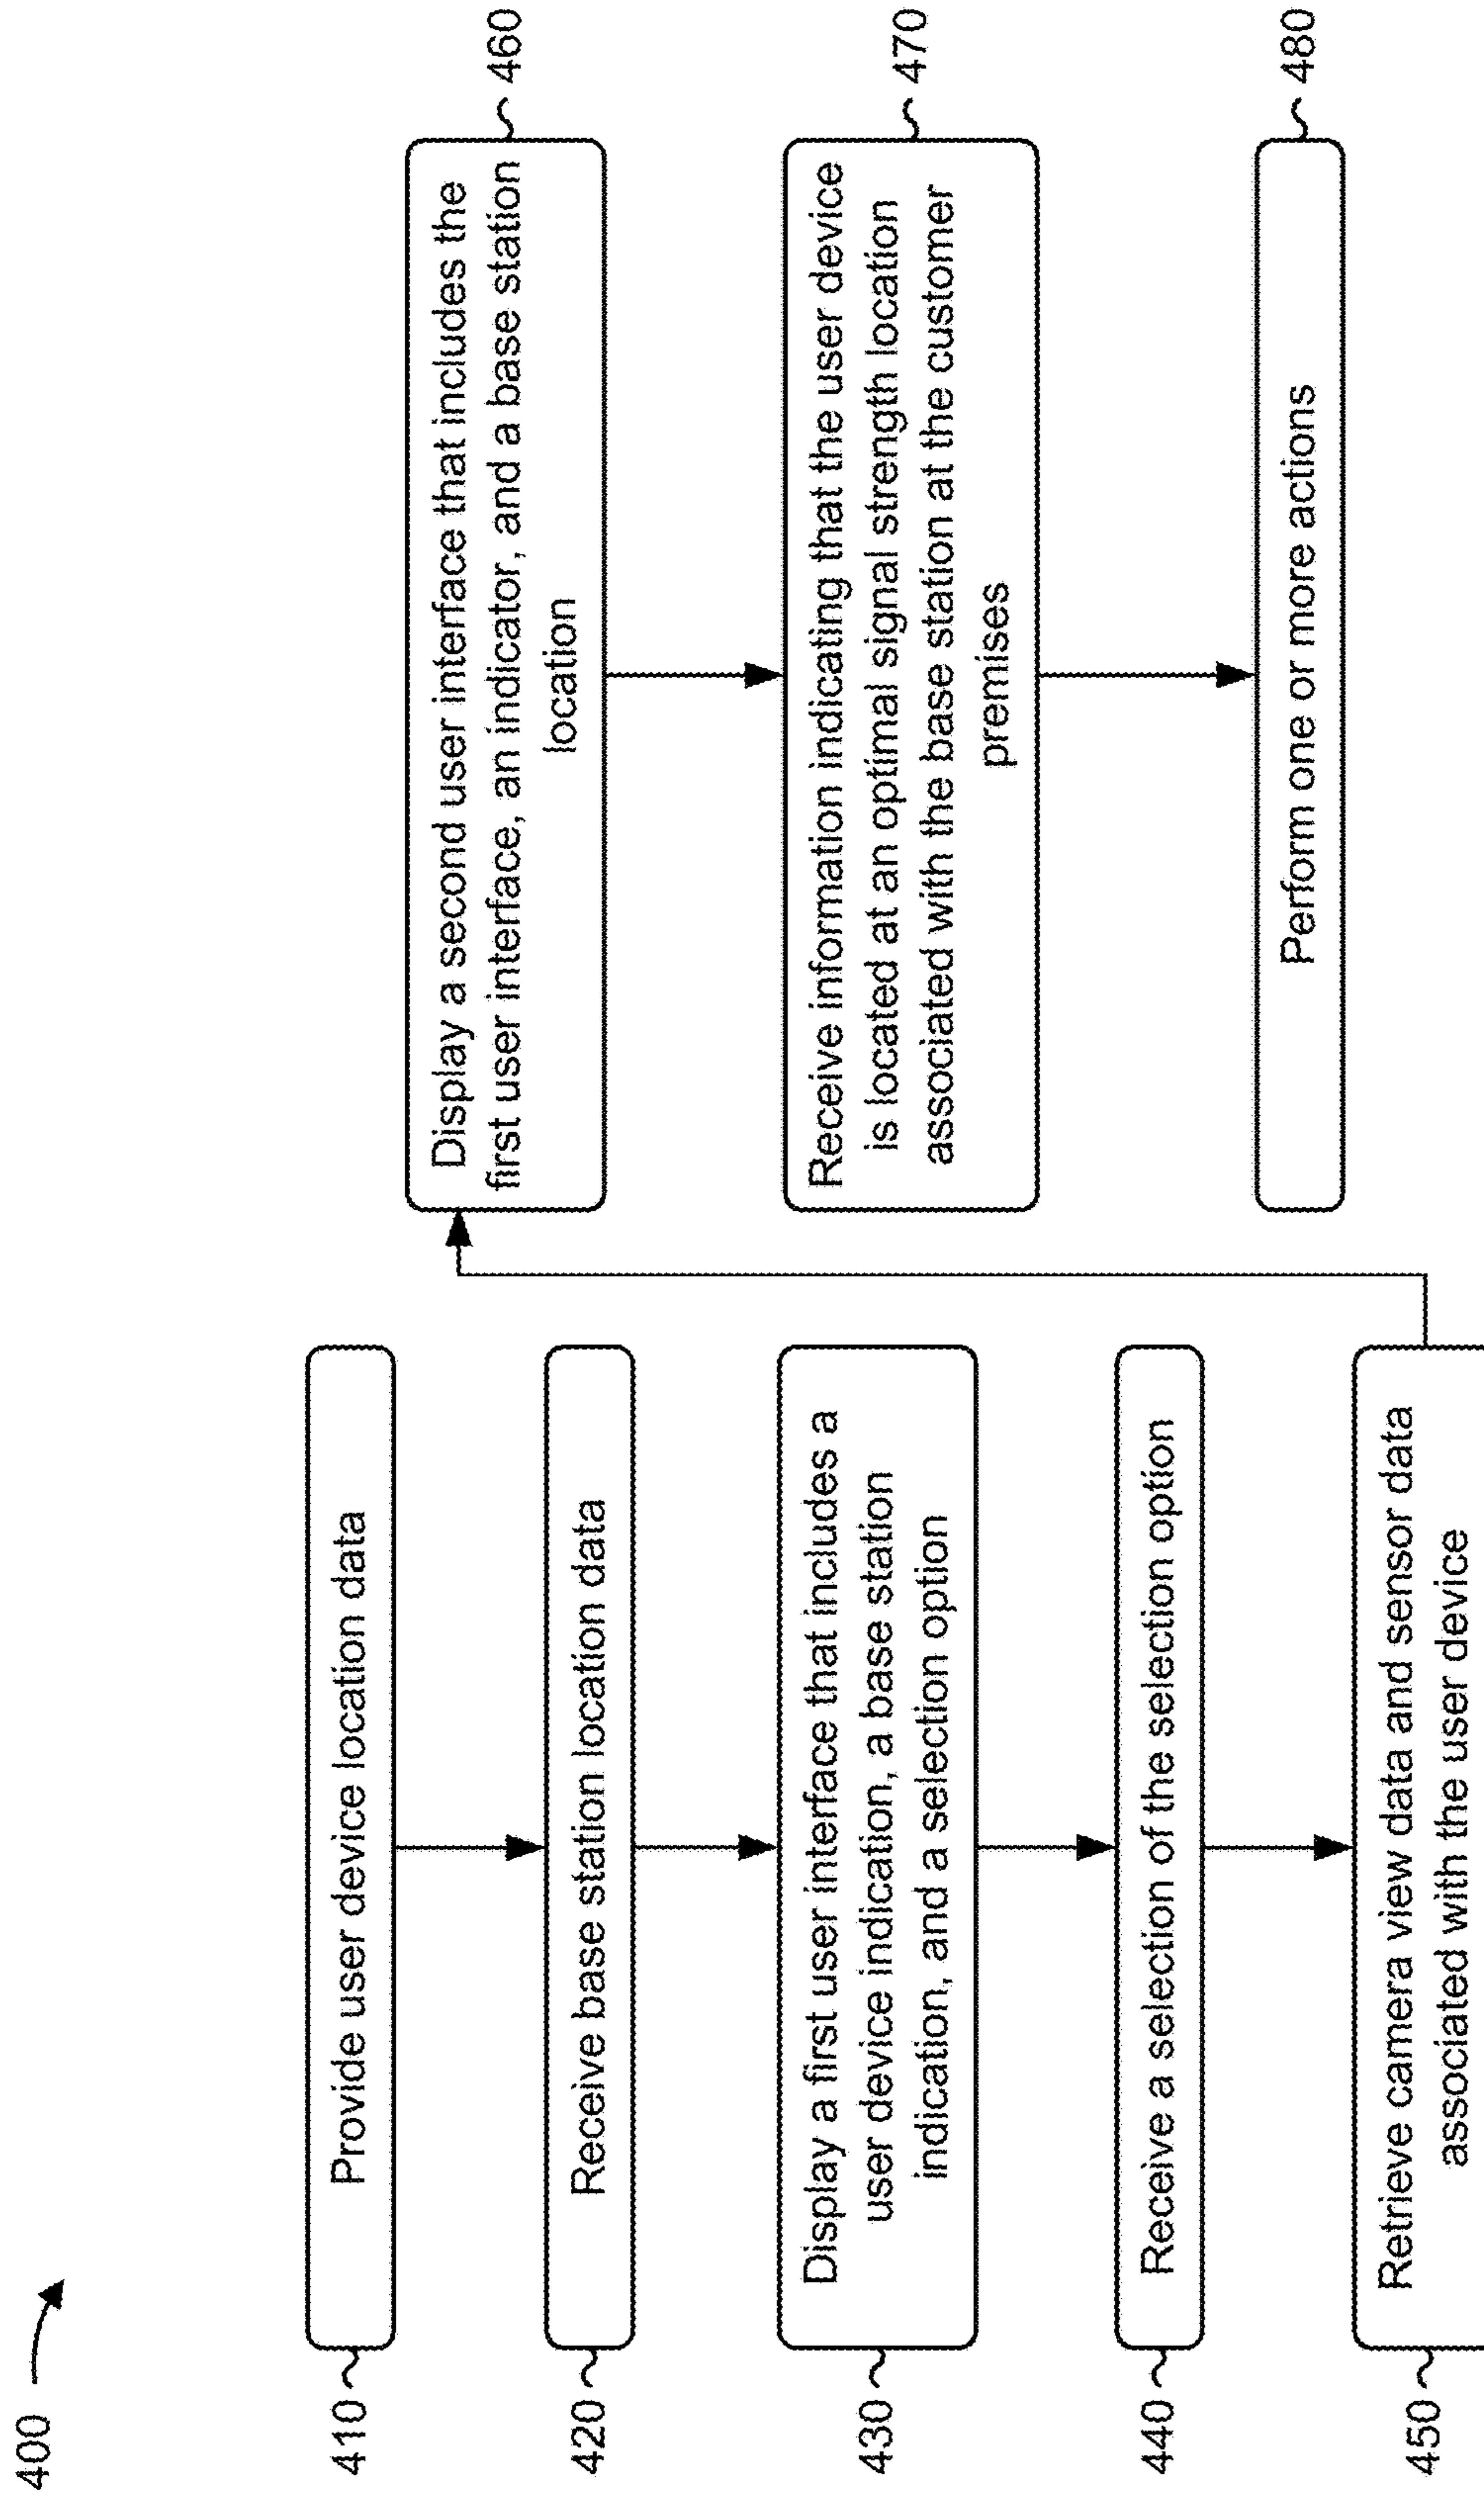 400
410
Provide user device location data
420
Receive base station location data
430
Display a first user interface that includes a
user device indication, a base station
indication, and a selection option
440
Receive a selection of the selection option
450
Retrieve camera view data and sensor data
associated with the user device
Display a second user interface that includes the
first user interface, an indicator, and a base station
location
460
Receive information indicating that the user device
is located at an optimal signal strength location
associated with the base station at the customer
premises
470
Perform one or more actions
480